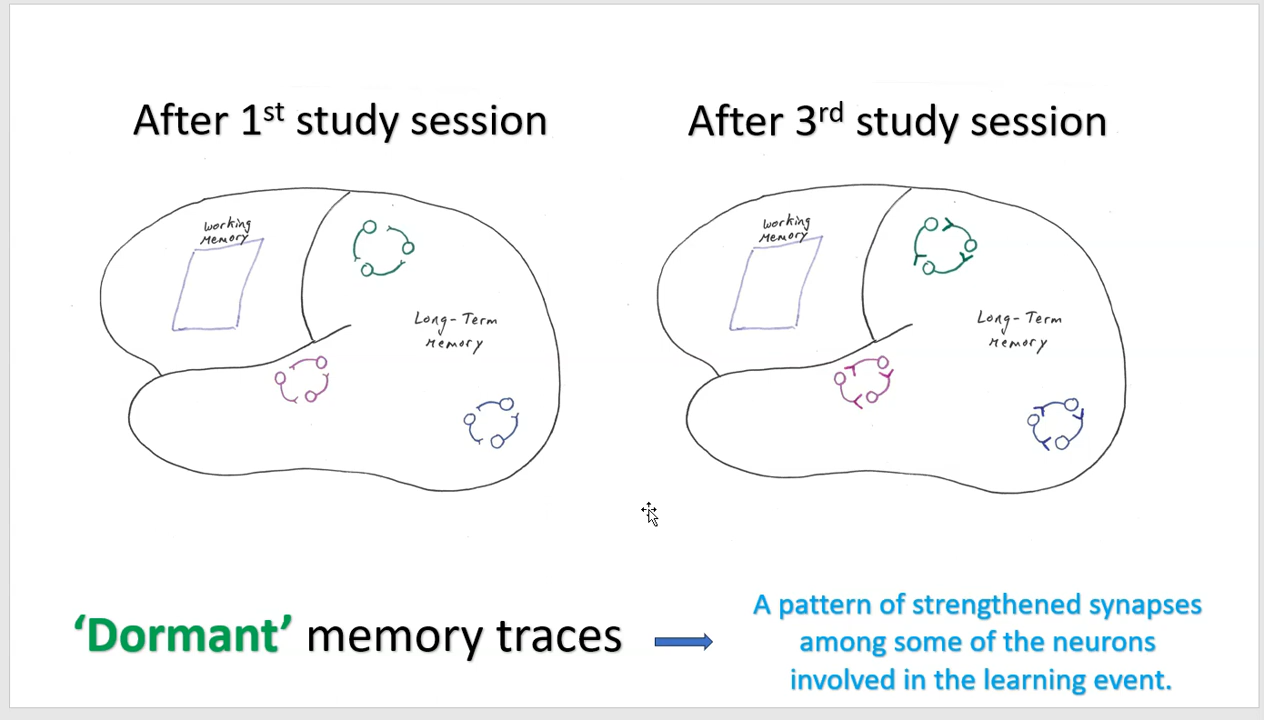 After 1st study session
After 3rd study session
Working
Memory
Long-Term
Memory
Working
Memory
Long-Term
Memory
‘Dormant’ memory traces
A pattern of strengthened synapses
among some of the neurons
involved in the learning event.